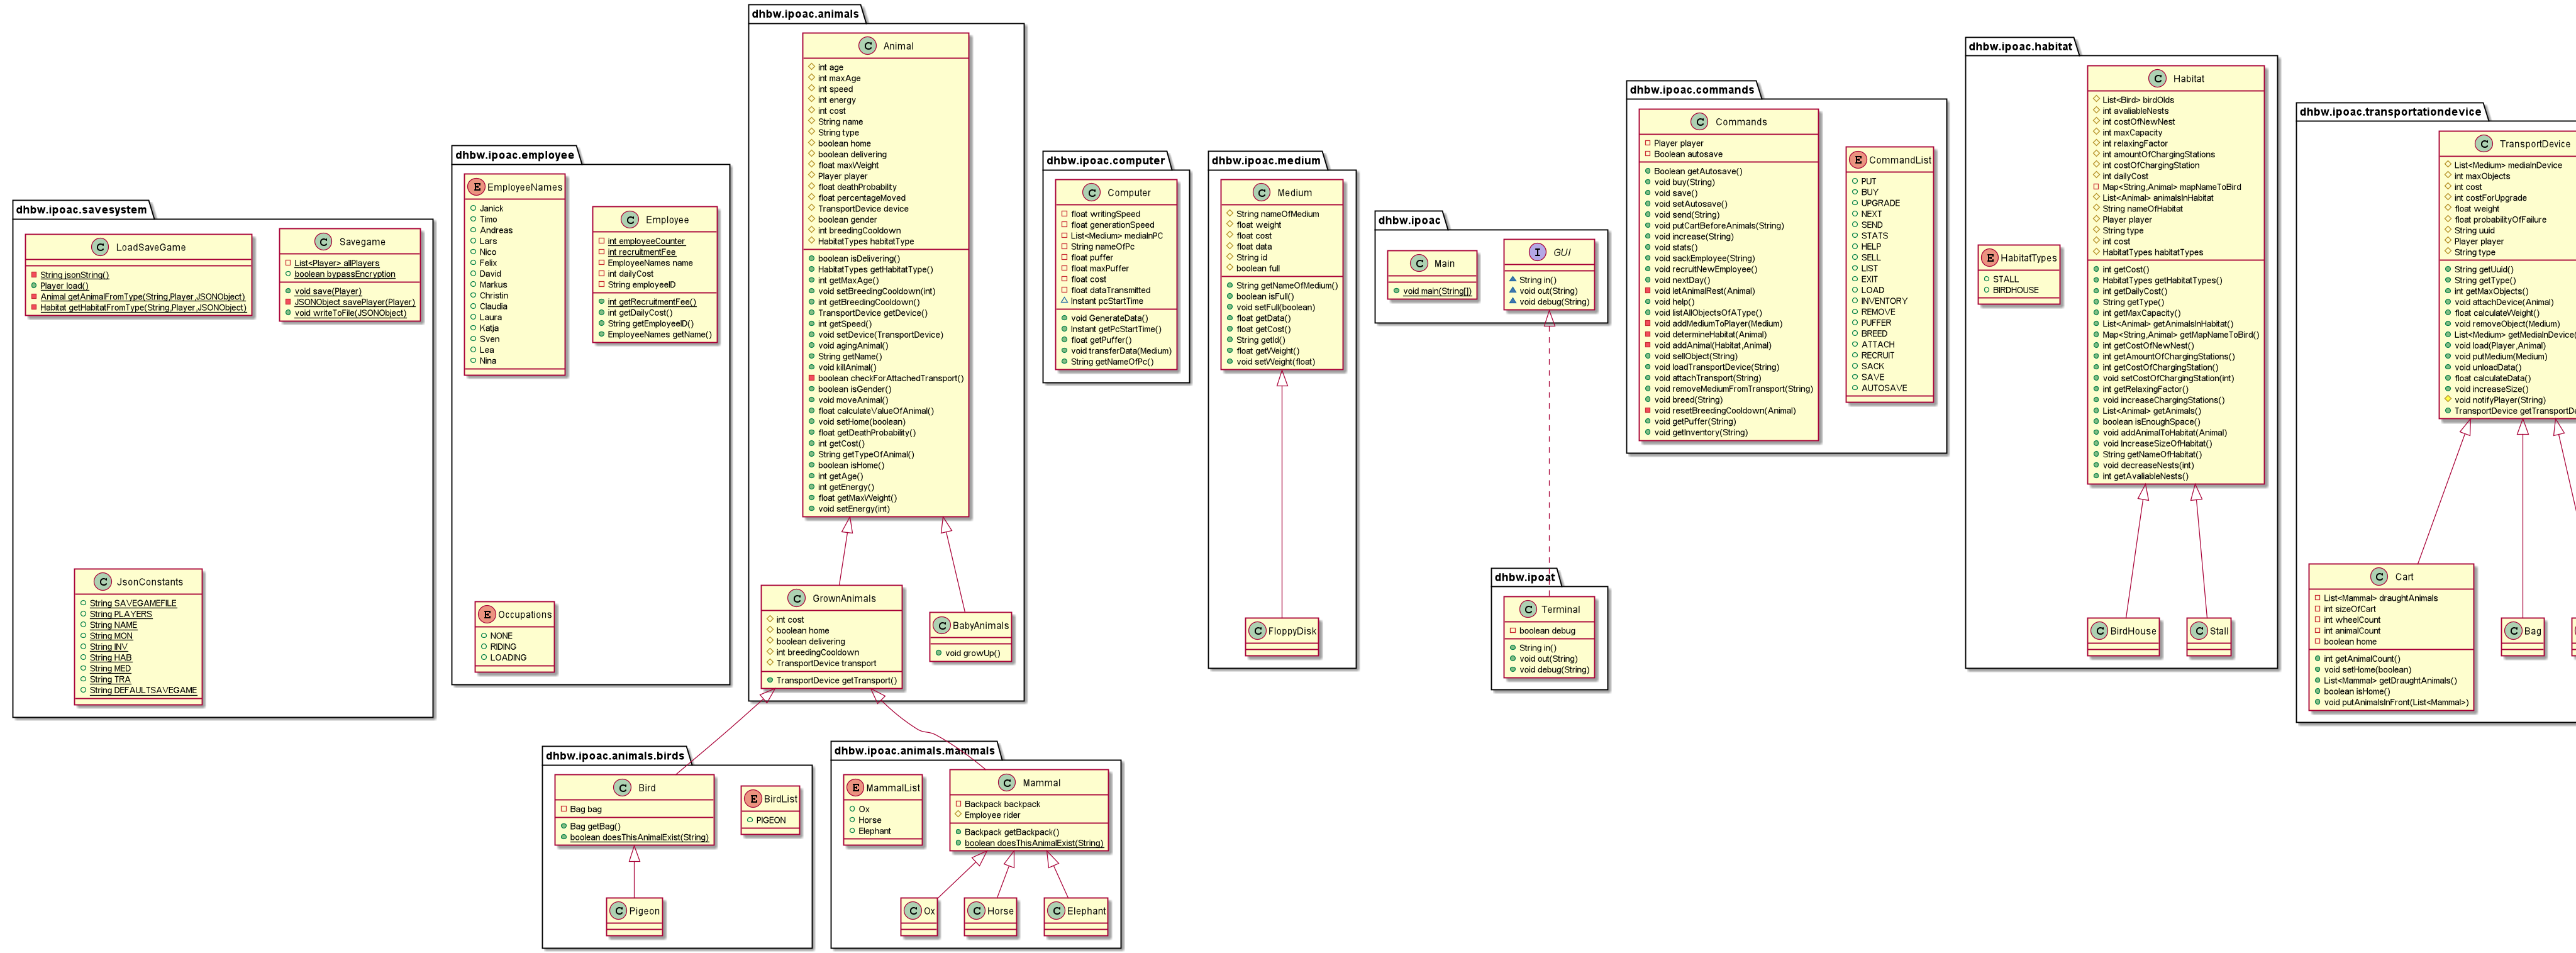 dhbw.ipoac.savesystem
LoadSaveGame
String jsonString()
Player load()
Animal getAnimalFromType(String,Player,JSONObject)
Habitat getHabitatFromType(String,Player,JSONObject)
Savegame
List<Player> allPlayers
boolean bypassEncryption
void save(Player)
JSONObject savePlayer(Player)
void writeToFile(JSONObject)
JsonConstants
String SAVEGAMEFILE
String PLAYERS
String NAME
String MON
String INV
String HAB
String MED
String TRA
String DEFAULTSAVEGAME
dhbw.ipoac.employee
EmployeeNames
Janick
Timo
Andreas
Lars
Nico
Felix
David
Markus
Christin
Claudia
Laura
Katja
Sven
Lea
Nina
Employee
int employeeCounter
int recruitmentFee
EmployeeNames name
int dailyCost
String employeeID
int getRecruitmentFee()
int getDailyCost()
String getEmployeeID()
EmployeeNames getName()
Occupations
NONE
RIDING
LOADING
dhbw.ipoac.animals
Animal
int age
int maxAge
int speed
int energy
int cost
String name
String type
boolean home
boolean delivering
float maxWeight
Player player
float deathProbability
float percentageMoved
TransportDevice device
boolean gender
int breedingCooldown
HabitatTypes habitatType
boolean isDelivering()
HabitatTypes getHabitatType()
int getMaxAge()
void setBreedingCooldown(int)
int getBreedingCooldown()
TransportDevice getDevice()
int getSpeed()
void setDevice(TransportDevice)
void agingAnimal()
String getName()
void killAnimal()
boolean checkForAttachedTransport()
boolean isGender()
void moveAnimal()
float calculateValueOfAnimal()
void setHome(boolean)
float getDeathProbability()
int getCost()
String getTypeOfAnimal()
boolean isHome()
int getAge()
int getEnergy()
float getMaxWeight()
void setEnergy(int)
GrownAnimals
int cost
boolean home
boolean delivering
int breedingCooldown
TransportDevice transport
TransportDevice getTransport()
BabyAnimals
void growUp()
dhbw.ipoac.animals.birds
Bird
Bag bag
Bag getBag()
boolean doesThisAnimalExist(String)
BirdList
PIGEON
Pigeon
dhbw.ipoac.animals.mammals
MammalList
Ox
Horse
Elephant
Mammal
Backpack backpack
Employee rider
Backpack getBackpack()
boolean doesThisAnimalExist(String)
Ox
Horse
Elephant
dhbw.ipoac.computer
Computer
float writingSpeed
float generationSpeed
List<Medium> mediaInPC
String nameOfPc
float puffer
float maxPuffer
float cost
float dataTransmitted
Instant pcStartTime
void GenerateData()
Instant getPcStartTime()
float getPuffer()
void transferData(Medium)
String getNameOfPc()
dhbw.ipoac.medium
Medium
String nameOfMedium
float weight
float cost
float data
String id
boolean full
String getNameOfMedium()
boolean isFull()
void setFull(boolean)
float getData()
float getCost()
String getId()
float getWeight()
void setWeight(float)
FloppyDisk
dhbw.ipoac
Main
void main(String[])
GUI
String in()
void out(String)
void debug(String)
dhbw.ipoat
Terminal
boolean debug
String in()
void out(String)
void debug(String)
dhbw.ipoac.commands
Commands
Player player
Boolean autosave
Boolean getAutosave()
void buy(String)
void save()
void setAutosave()
void send(String)
void putCartBeforeAnimals(String)
void increase(String)
void stats()
void sackEmployee(String)
void recruitNewEmployee()
void nextDay()
void letAnimalRest(Animal)
void help()
void listAllObjectsOfAType()
void addMediumToPlayer(Medium)
void determineHabitat(Animal)
void addAnimal(Habitat,Animal)
void sellObject(String)
void loadTransportDevice(String)
void attachTransport(String)
void removeMediumFromTransport(String)
void breed(String)
void resetBreedingCooldown(Animal)
void getPuffer(String)
void getInventory(String)
CommandList
PUT
BUY
UPGRADE
NEXT
SEND
STATS
HELP
SELL
LIST
EXIT
LOAD
INVENTORY
REMOVE
PUFFER
BREED
ATTACH
RECRUIT
SACK
SAVE
AUTOSAVE
dhbw.ipoac.habitat
HabitatTypes
STALL
BIRDHOUSE
Habitat
List<Bird> birdOlds
int avaliableNests
int costOfNewNest
int maxCapacity
int relaxingFactor
int amountOfChargingStations
int costOfChargingStation
int dailyCost
Map<String,Animal> mapNameToBird
List<Animal> animalsInHabitat
String nameOfHabitat
Player player
String type
int cost
HabitatTypes habitatTypes
int getCost()
HabitatTypes getHabitatTypes()
int getDailyCost()
String getType()
int getMaxCapacity()
List<Animal> getAnimalsInHabitat()
Map<String,Animal> getMapNameToBird()
int getCostOfNewNest()
int getAmountOfChargingStations()
int getCostOfChargingStation()
void setCostOfChargingStation(int)
int getRelaxingFactor()
void increaseChargingStations()
List<Animal> getAnimals()
boolean isEnoughSpace()
void addAnimalToHabitat(Animal)
void IncreaseSizeOfHabitat()
String getNameOfHabitat()
void decreaseNests(int)
int getAvaliableNests()
BirdHouse
Stall
dhbw.ipoac.transportationdevice
TransportDevice
List<Medium> mediaInDevice
int maxObjects
int cost
int costForUpgrade
float weight
float probabilityOfFailure
String uuid
Player player
String type
String getUuid()
String getType()
int getMaxObjects()
void attachDevice(Animal)
float calculateWeight()
void removeObject(Medium)
List<Medium> getMediaInDevice(
void load(Player,Animal)
void putMedium(Medium)
void unloadData()
float calculateData()
void increaseSize()
void notifyPlayer(String)
TransportDevice getTransportDe
Cart
List<Mammal> draughtAnimals
int sizeOfCart
int wheelCount
int animalCount
boolean home
int getAnimalCount()
void setHome(boolean)
List<Mammal> getDraughtAnimals()
boolean isHome()
void putAnimalsInFront(List<Mammal>)
Bag